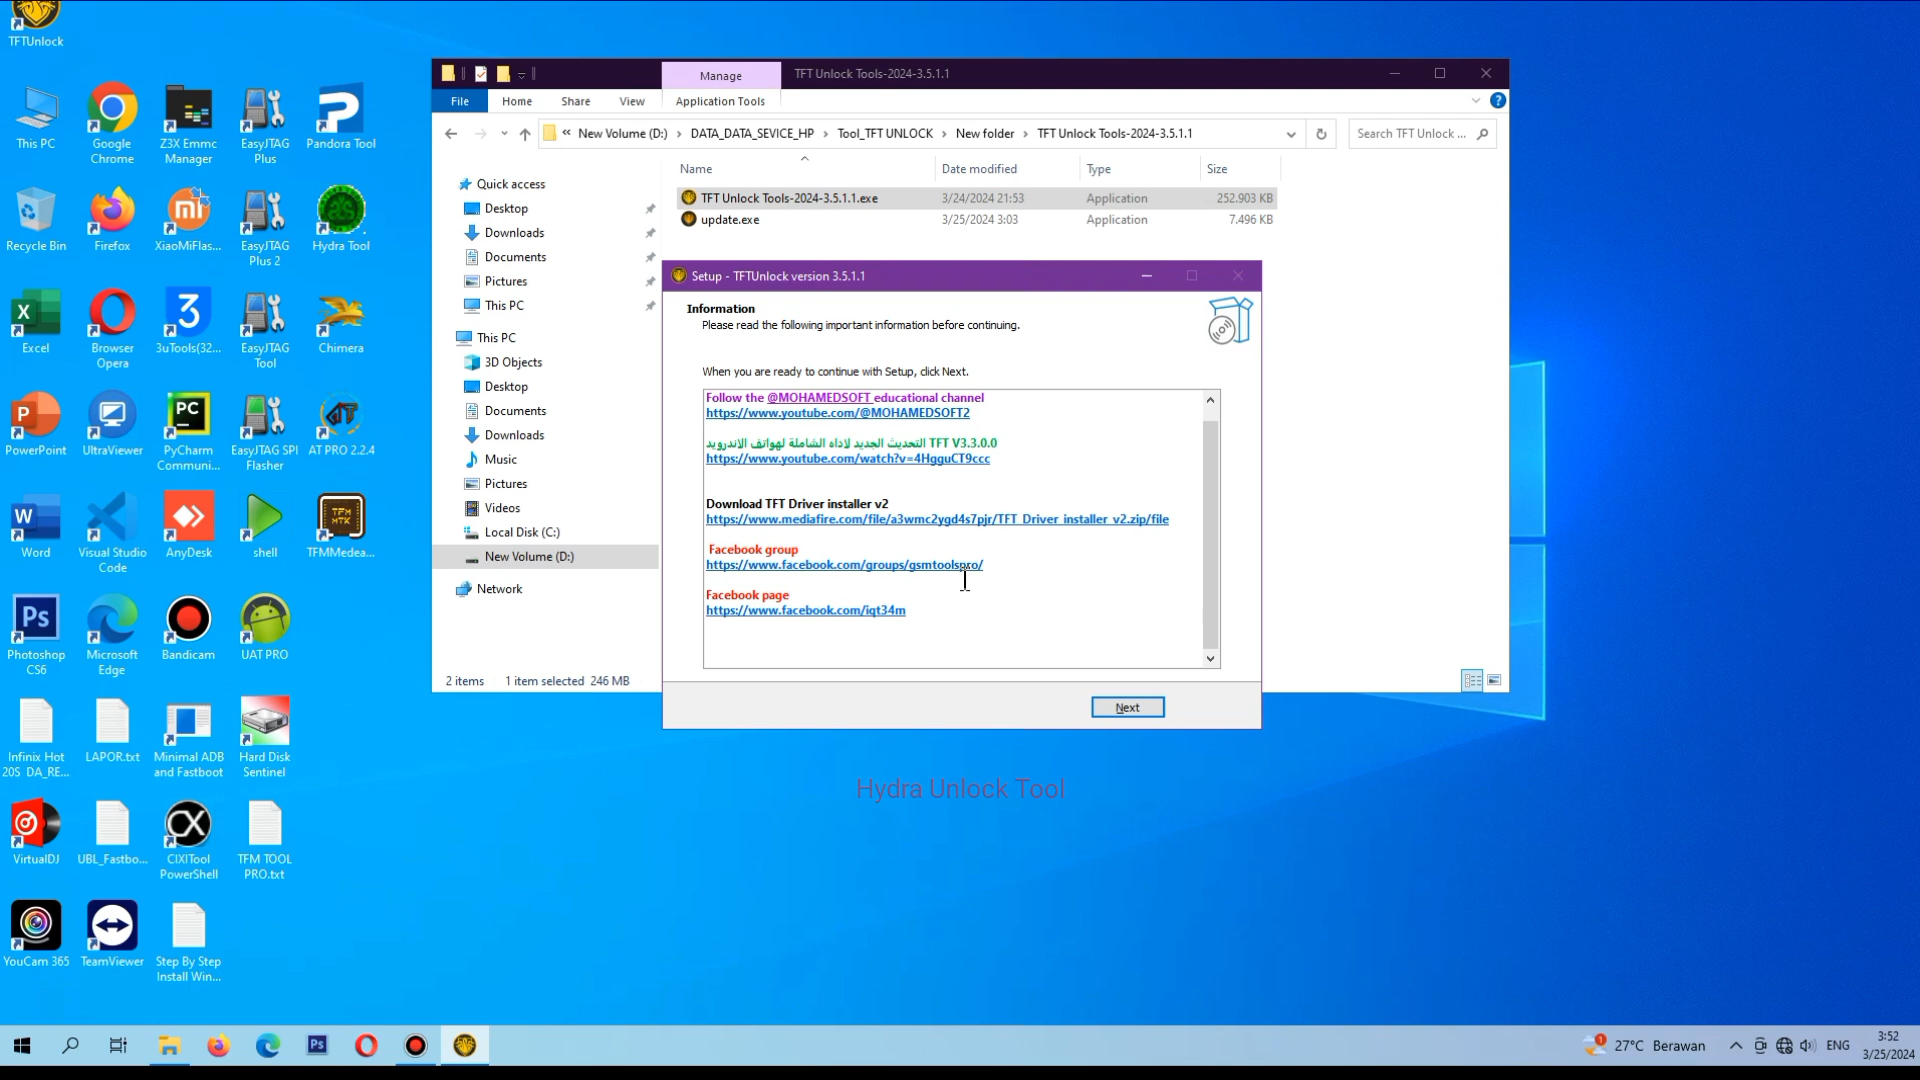 TFTUnlock
This PC
Google
Chrome
Z3X Emmc
Manager
EasyJTAG
Plus
Pandora Tool
Recycle Bin
Firefox
XiaoMiFlas...
EasyJTAG
Plus 2
Hydra Tool
Excel
Browser
Opera
3uTools(32...
EasyJTAG
Tool
Chimera
PowerPoint
UltraViewer
PyCharm
Communi...
EasyJTAG SPI
Flasher
AT PRO 2.2.4
Word
Visual Studio
Code
AnyDesk
shell
TFMMedea...
Photoshop
CS6
Microsoft
Edge
Bandicam
UAT PRO
Infinix Hot
20S DA_RE...
LAPOR.txt
Minimal ADB
and Fastboot
Hard Disk
Sentinel
VirtualDJ
UBL_Fastbo...
CIXITool
PowerShell
TFM TOOL
PRO.txt
YouCam 365
TeamViewer
Step By Step
Install Win...
Manage
TFT Unlock Tools-2024-3.5.1.1
File Home Share View Application Tools
« New Volume (D:) › DATA_DATA_SEVICE_HP › Tool_TFT UNLOCK › New folder › TFT Unlock Tools-2024-3.5.1.1
Search TFT Unlock ...
Name Date modified Type Size
TFT Unlock Tools-2024-3.5.1.1.exe 3/24/2024 21:53 Application 252.903 KB
update.exe 3/25/2024 3:03 Application 7.496 KB
Quick access
Desktop
Downloads
Documents
Pictures
This PC
This PC
3D Objects
Desktop
Documents
Downloads
Music
Pictures
Videos
Local Disk (C:)
New Volume (D:)
Network
2 items 1 item selected 246 MB
Setup - TFTUnlock version 3.5.1.1
Information
Please read the following important information before continuing.
When you are ready to continue with Setup, click Next.
Follow the @MOHAMEDSOFT educational channel
https://www.youtube.com/@MOHAMEDSOFT2
التحديث الجديد لاداه الشاملة لهواتف الاندرويد TFT V3.3.0.0
https://www.youtube.com/watch?v=4HgguCT9ccc
Download TFT Driver installer v2
https://www.mediafire.com/file/a3wmc2ygd4s7pjr/TFT_Driver_installer_v2.zip/file
Facebook group
https://www.facebook.com/groups/gsmtoolspro/
Facebook page
https://www.facebook.com/iqt34m
Next
Hydra Unlock Tool
27°C Berawan
ENG
3:52
3/25/2024